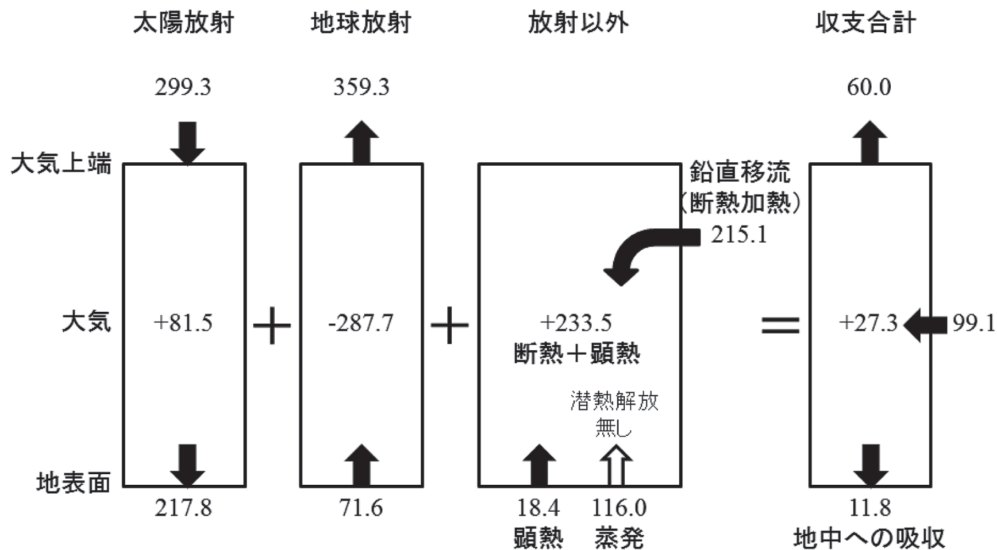 太陽放射 地球放射 放射以外 収支合計
299.3 359.3 60.0
大気上端
鉛直移流
（断熱加熱）
215.1
大気 +81.5 + -287.7 + +233.5 = +27.3 99.1
断熱＋顕熱
潜熱解放
無し
地表面
217.8 71.6 18.4 116.0 11.8
顕熱 蒸発 地中への吸収